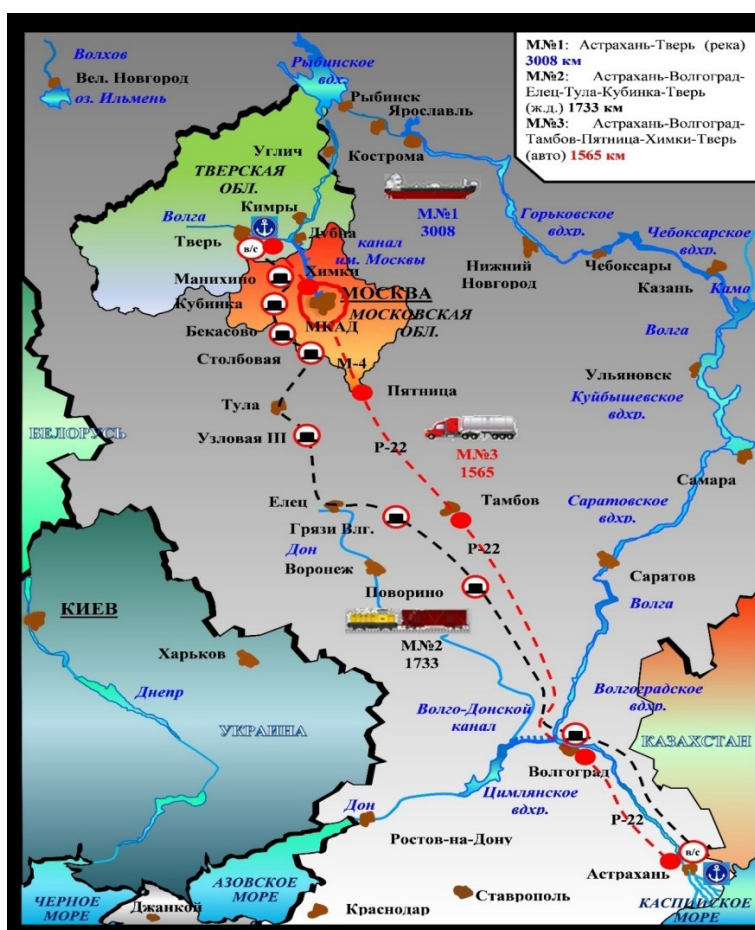 М.№1: Астрахань-Тверь (река)
3008 км
М.№2: Астрахань-Волгоград-
Елец-Тула-Кубинка-Тверь
(ж.д.) 1733 км
М.№3: Астрахань-Волгоград-
Тамбов-Пятница-Химки-Тверь
(авто) 1565 км
Волхов
Вел. Новгород
оз. Ильмень
Рыбинское
вдх.
Рыбинск
Ярославль
Углич
Кострома
ТВЕРСКАЯ
ОБЛ.
Кимры
Волга
Тверь
в/с
Дубна
канал
им. Москвы
М.№1
3008
Горьковское
вдхр.
Чебоксарское
вдхр.
Нижний
Новгород
Чебоксары
Казань
Кама
Манихино
Химки
Кубинка
МОСКВА
МОСКОВСКАЯ
ОБЛ.
МКАД
Бекасово
Столбовая
М-4
Волга
Ульяновск
Куйбышевское
вдхр.
Пятница
Тула
БЕЛОРУСЬ
Узловая III
Р-22
М.№3
1565
Самара
Елец
Грязи Влг.
Тамбов
Саратовское
вдхр.
Р-22
Дон
Воронеж
Поворино
Саратов
Волга
КИЕВ
М.№2
1733
Харьков
Днепр
УКРАИНА
Волго-Донской
канал
Волгоградское
вдхр.
КАЗАХСТАН
Волгоград
Цимлянское
вдхр.
Дон
Р-22
Ростов-на-Дону
Астрахань
в/с
ЧЕРНОЕ
МОРЕ
Джанкой
АЗОВСКОЕ
МОРЕ
Краснодар
Ставрополь
КАСПИЙСКОЕ
МОРЕ